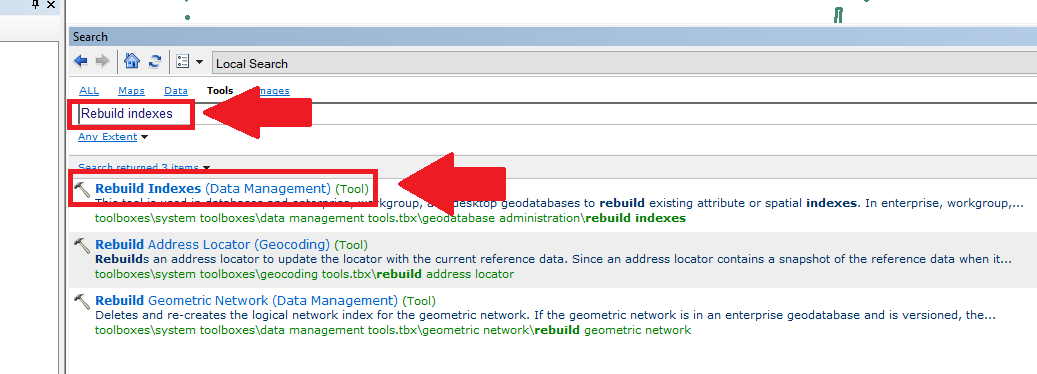 Search
Local Search
ALL Maps Data Tools Images
Rebuild indexes
Any Extent
Search returned 3 items
Rebuild Indexes (Data Management) (Tool)
This tool is used in databases and enterprise, workgroup, and desktop geodatabases to rebuild existing attribute or spatial indexes. In enterprise, workgroup,...
toolboxes\system toolboxes\data management tools.tbx\geodatabase administration\rebuild indexes
Rebuild Address Locator (Geocoding) (Tool)
Rebuilds an address locator to update the locator with the current reference data. Since an address locator contains a snapshot of the reference data when it...
toolboxes\system toolboxes\geocoding tools.tbx\rebuild address locator
Rebuild Geometric Network (Data Management) (Tool)
Deletes and re-creates the logical network index for the geometric network. If the geometric network is in an enterprise geodatabase and is versioned, the...
toolboxes\system toolboxes\data management tools.tbx\geometric network\rebuild geometric network